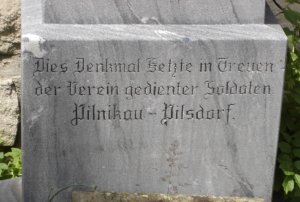 Dies Denkmal setzte in Treuen
der Verein gedienter Soldaten
Pilnikau - Pilsdorf.